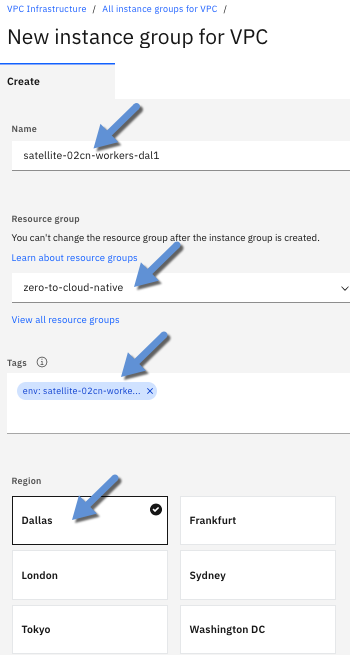 VPC Infrastructure / All instance groups for VPC /
New instance group for VPC
Create
Name
satellite-02cn-workers-dal1
Resource group
You can't change the resource group after the instance group is created.
Learn about resource groups
zero-to-cloud-native
View all resource groups
Tags
env: satellite-02cn-worke... ×
Region
Dallas
Frankfurt
London
Sydney
Tokyo
Washington DC